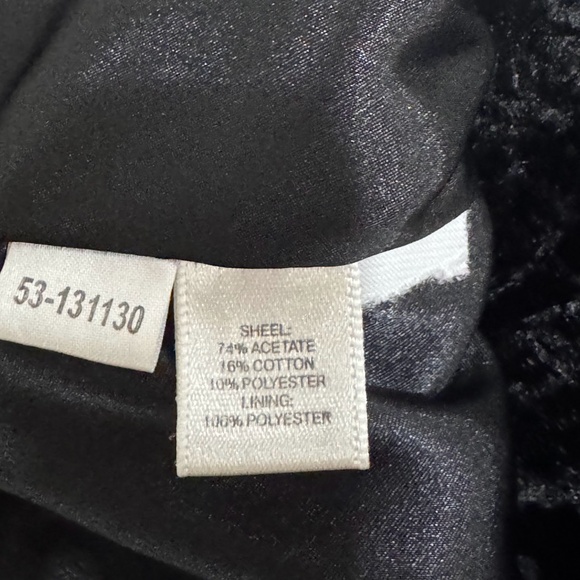 53-131130
SHEEL:
74% ACETATE
16% COTTON
10% POLYESTER
LINING:
100% POLYESTER